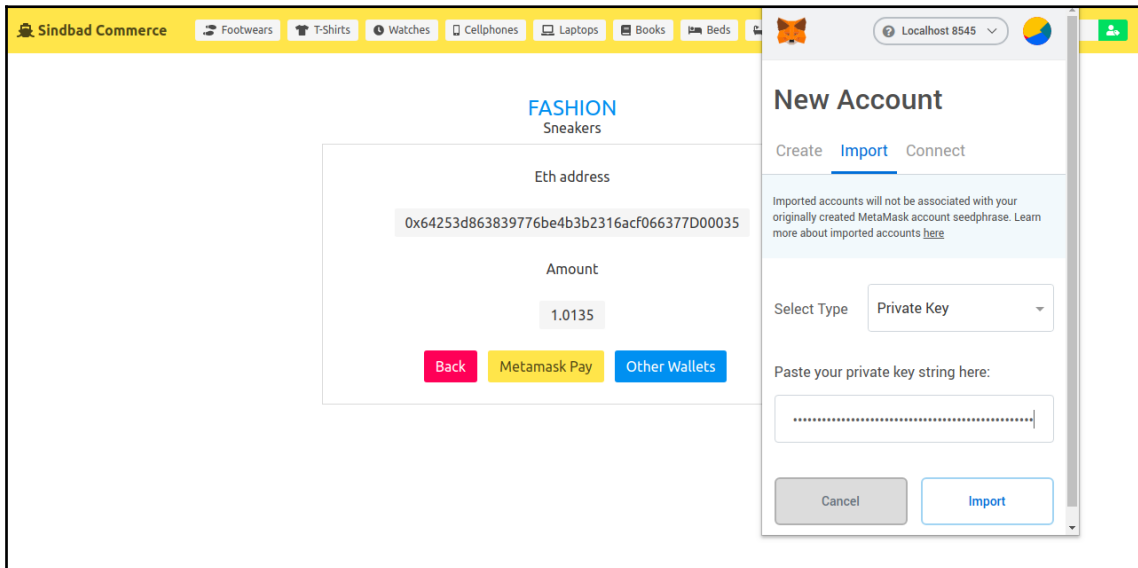 Sindbad Commerce
Footwears
T-Shirts
Watches
Cellphones
Laptops
Books
Beds
FASHION
Sneakers
Eth address
0x64253d863839776be4b3b2316acf066377D00035
Amount
1.0135
Back
Metamask Pay
Other Wallets
Localhost 8545
New Account
Create
Import
Connect
Imported accounts will not be associated with your
originally created MetaMask account seedphrase. Learn
more about imported accounts here
Select Type
Private Key
Paste your private key string here:
Cancel
Import